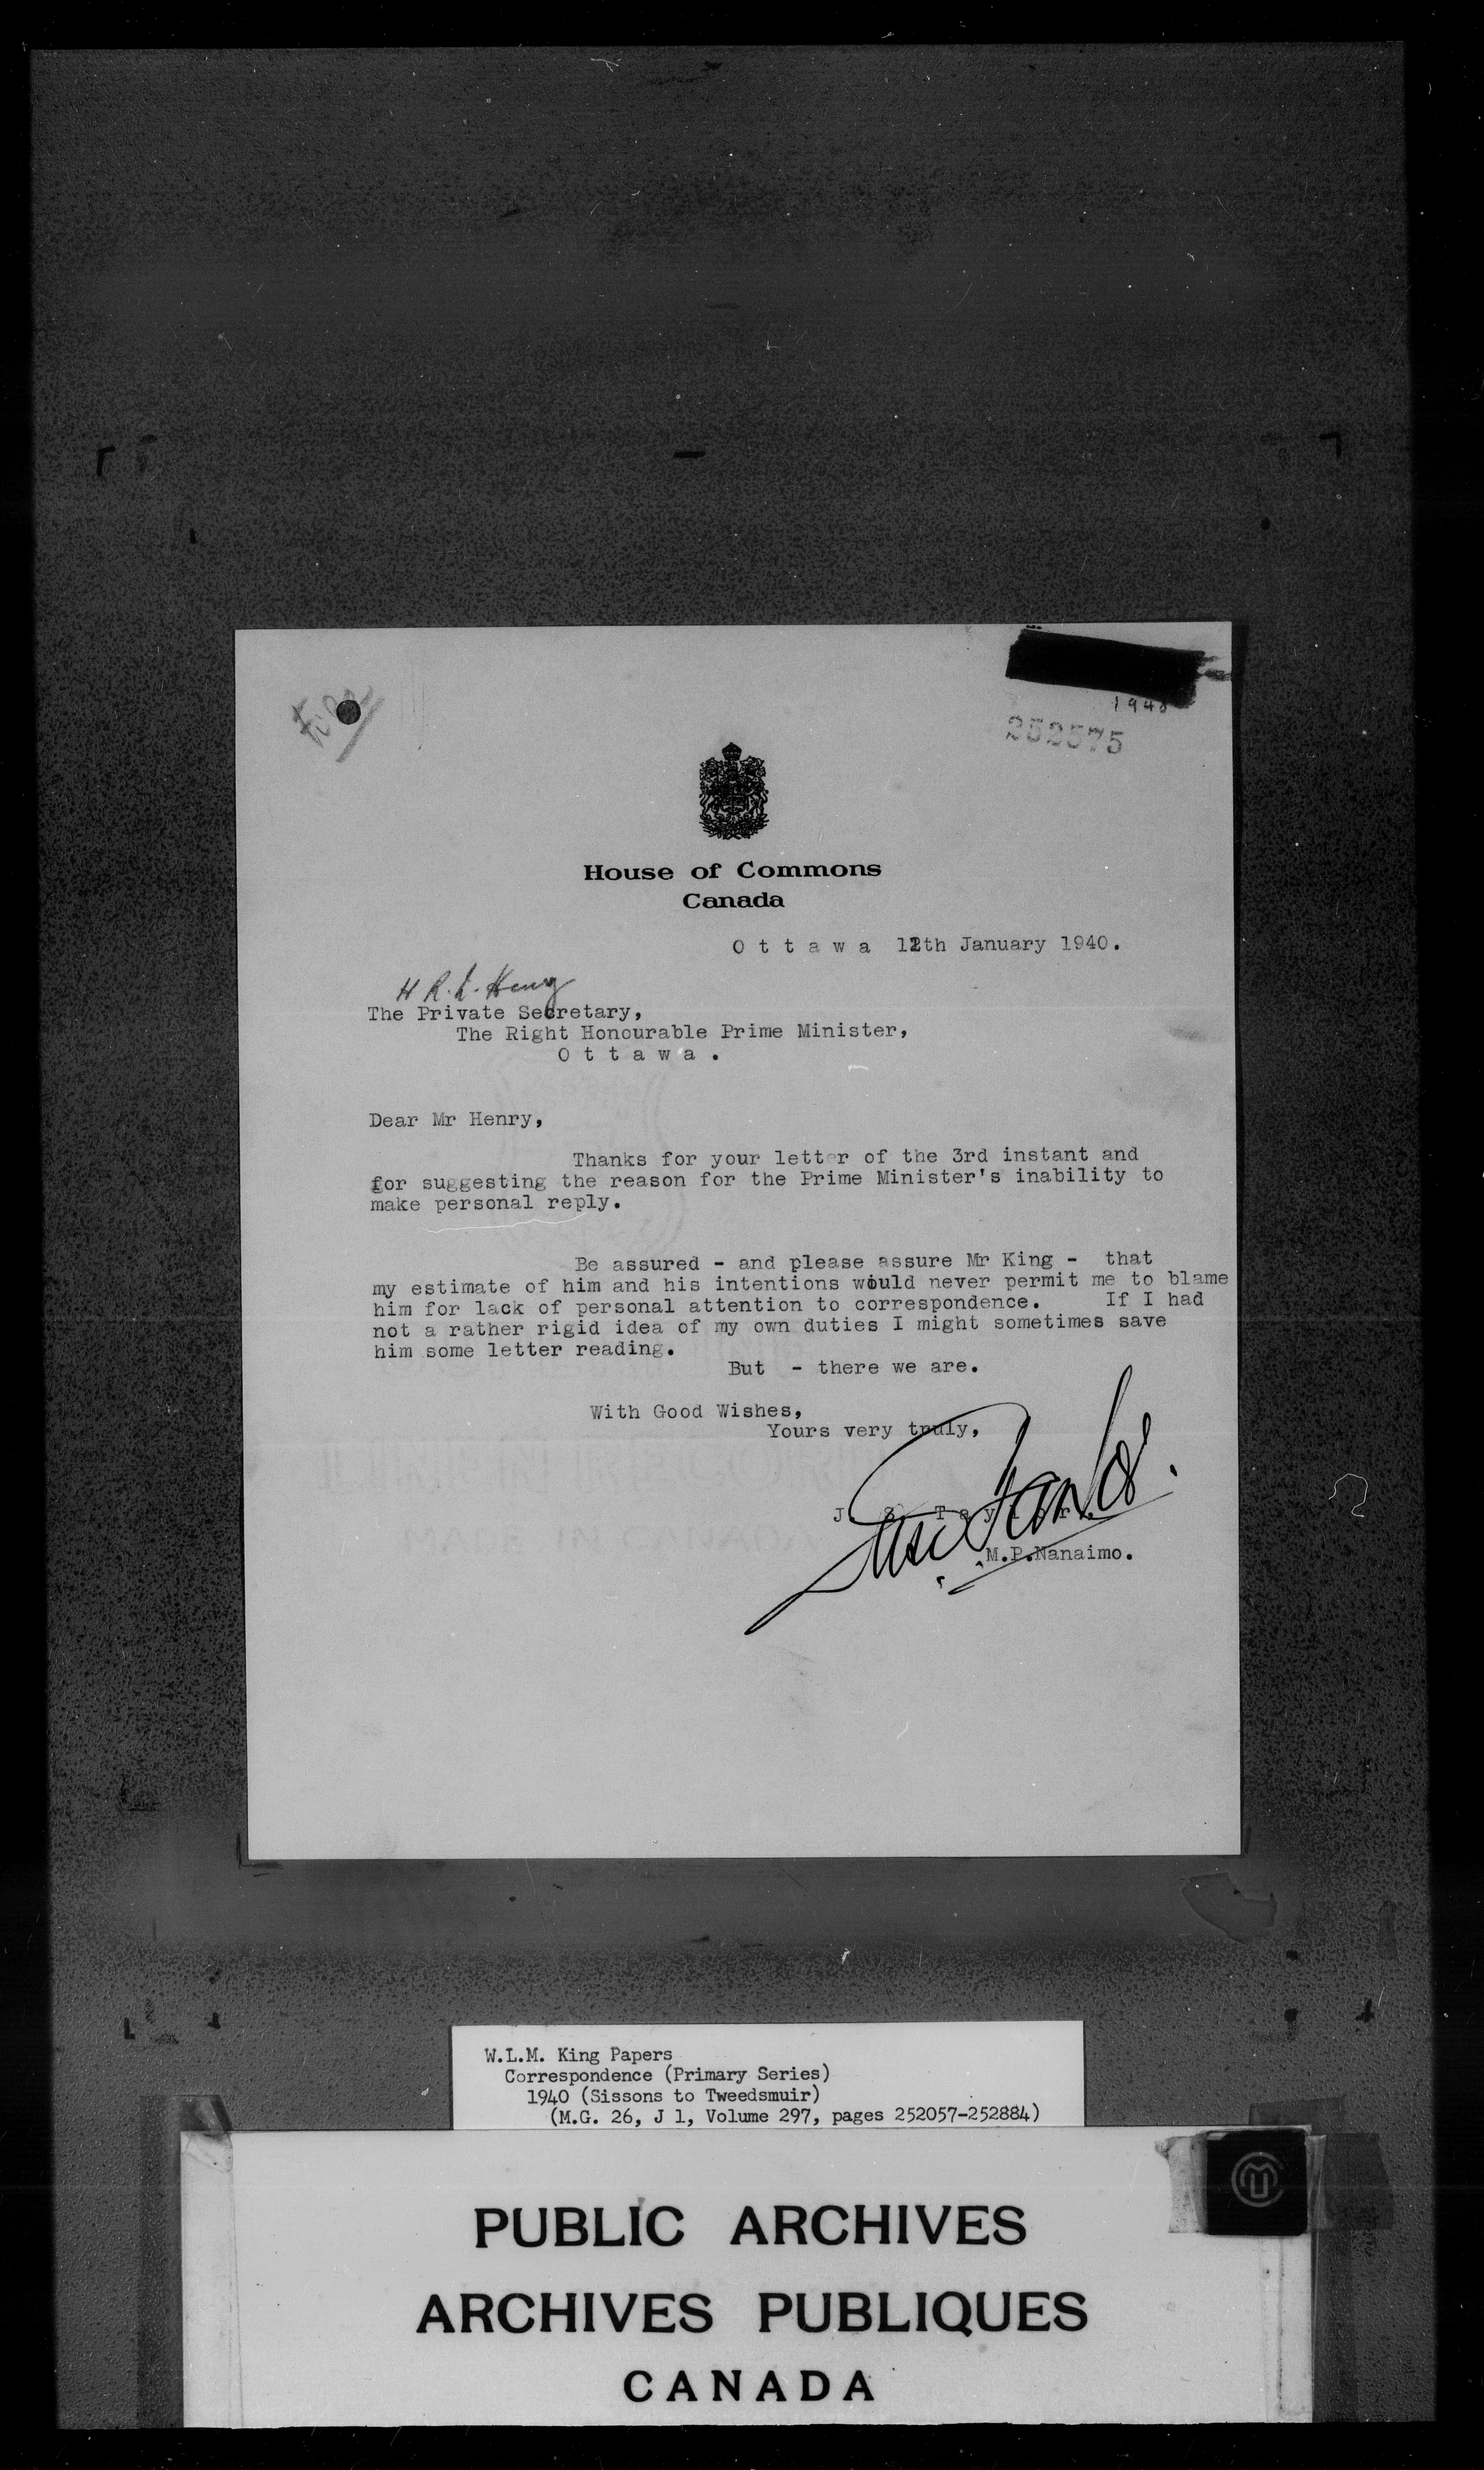 File
1948
252575
House of Commons
Canada
O t t a w a 12th January 1940.
H R. L. Henry
The Private Secretary,
The Right Honourable Prime Minister,
O t t a w a .
Dear Mr Henry,
Thanks for your letter of the 3rd instant and
for suggesting the reason for the Prime Minister's inability to
make personal reply.
Be assured - and please assure Mr King - that
my estimate of him and his intentions would never permit me to blame
him for lack of personal attention to correspondence. If I had
not a rather rigid idea of my own duties I might sometimes save
him some letter reading.
But - there we are.
With Good Wishes,
Yours very truly,
J S Taylor.
M.P.Nanaimo.
W.L.M. King Papers
Correspondence (Primary Series)
1940 (Sissons to Tweedsmuir)
(M.G. 26, J 1, Volume 297, pages 252057-252884)
PUBLIC ARCHIVES
ARCHIVES PUBLIQUES
CANADA